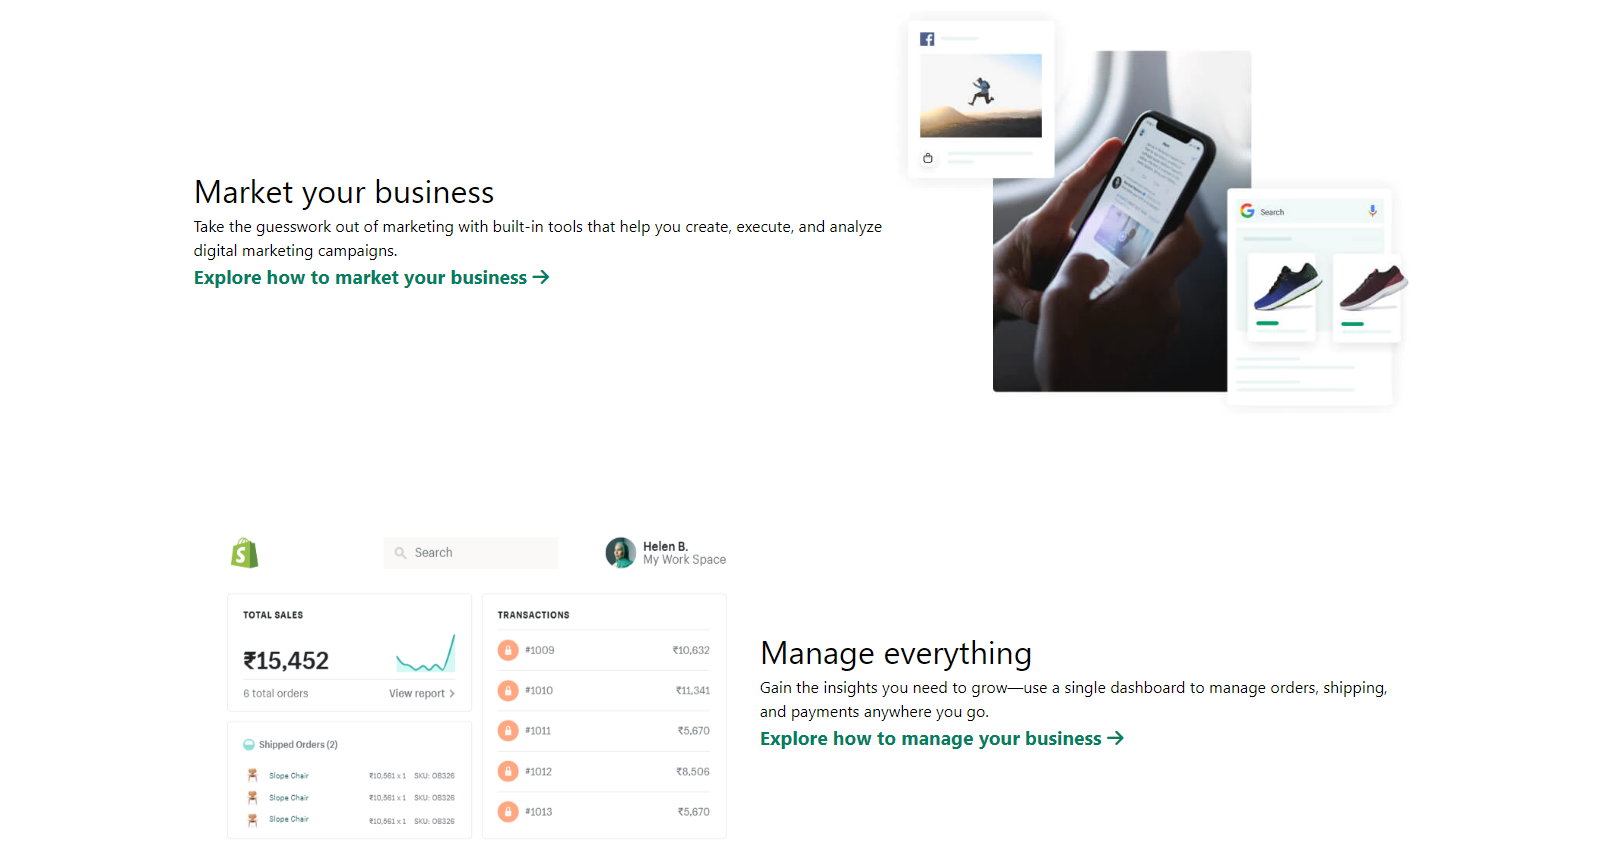 Market your business
Take the guesswork out of marketing with built-in tools that help you create, execute, and analyze
digital marketing campaigns.
Explore how to market your business →
Search
Search
Helen B.
My Work Space
TOTAL SALES
₹15,452
6 total orders
View report >
Shipped Orders (2)
Slope Chair ₹10,561 x 1 SKU: OB326
Slope Chair ₹10,561 x 1 SKU: OB326
Slope Chair ₹10,561 x 1 SKU: OB326
TRANSACTIONS
#1009 ₹10,632
#1010 ₹11,341
#1011 ₹5,670
#1012 ₹8,506
#1013 ₹5,670
Manage everything
Gain the insights you need to grow—use a single dashboard to manage orders, shipping,
and payments anywhere you go.
Explore how to manage your business →